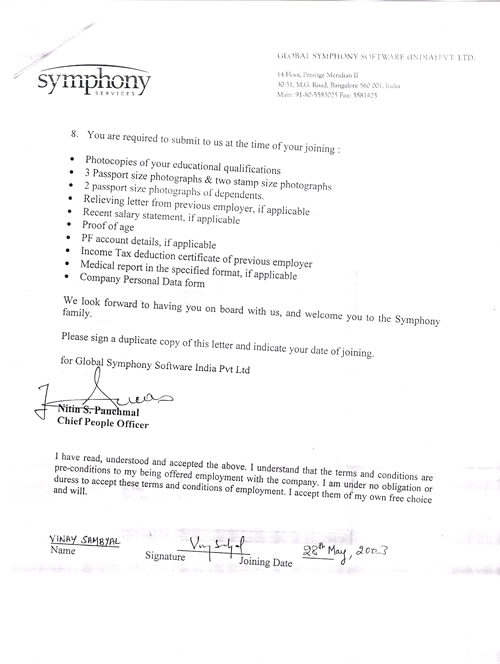 GLOBAL SYMPHONY SOFTWARE (INDIA) PVT. LTD.
14 Floor, Prestige Meridian II
30/31, M.G. Road, Bangalore 560 001, India
Main: 91-80-5583025 Fax: 5581425
symphony
SERVICES
8. You are required to submit to us at the time of your joining :
• Photocopies of your educational qualifications
• 3 Passport size photographs & two stamp size photographs
• 2 passport size photographs of dependents.
• Relieving letter from previous employer, if applicable
• Recent salary statement, if applicable
• Proof of age
• PF account details, if applicable
• Income Tax deduction certificate of previous employer
• Medical report in the specified format, if applicable
• Company Personal Data form
We look forward to having you on board with us, and welcome you to the Symphony
family.
Please sign a duplicate copy of this letter and indicate your date of joining.
for Global Symphony Software India Pvt Ltd
Nitin S. Panchmal
Chief People Officer
I have read, understood and accepted the above. I understand that the terms and conditions are
pre-conditions to my being offered employment with the company. I am under no obligation or
duress to accept these terms and conditions of employment. I accept them of my own free choice
and will.
VINAY SAMBYAL 28th May, 2003
Name Signature Joining Date